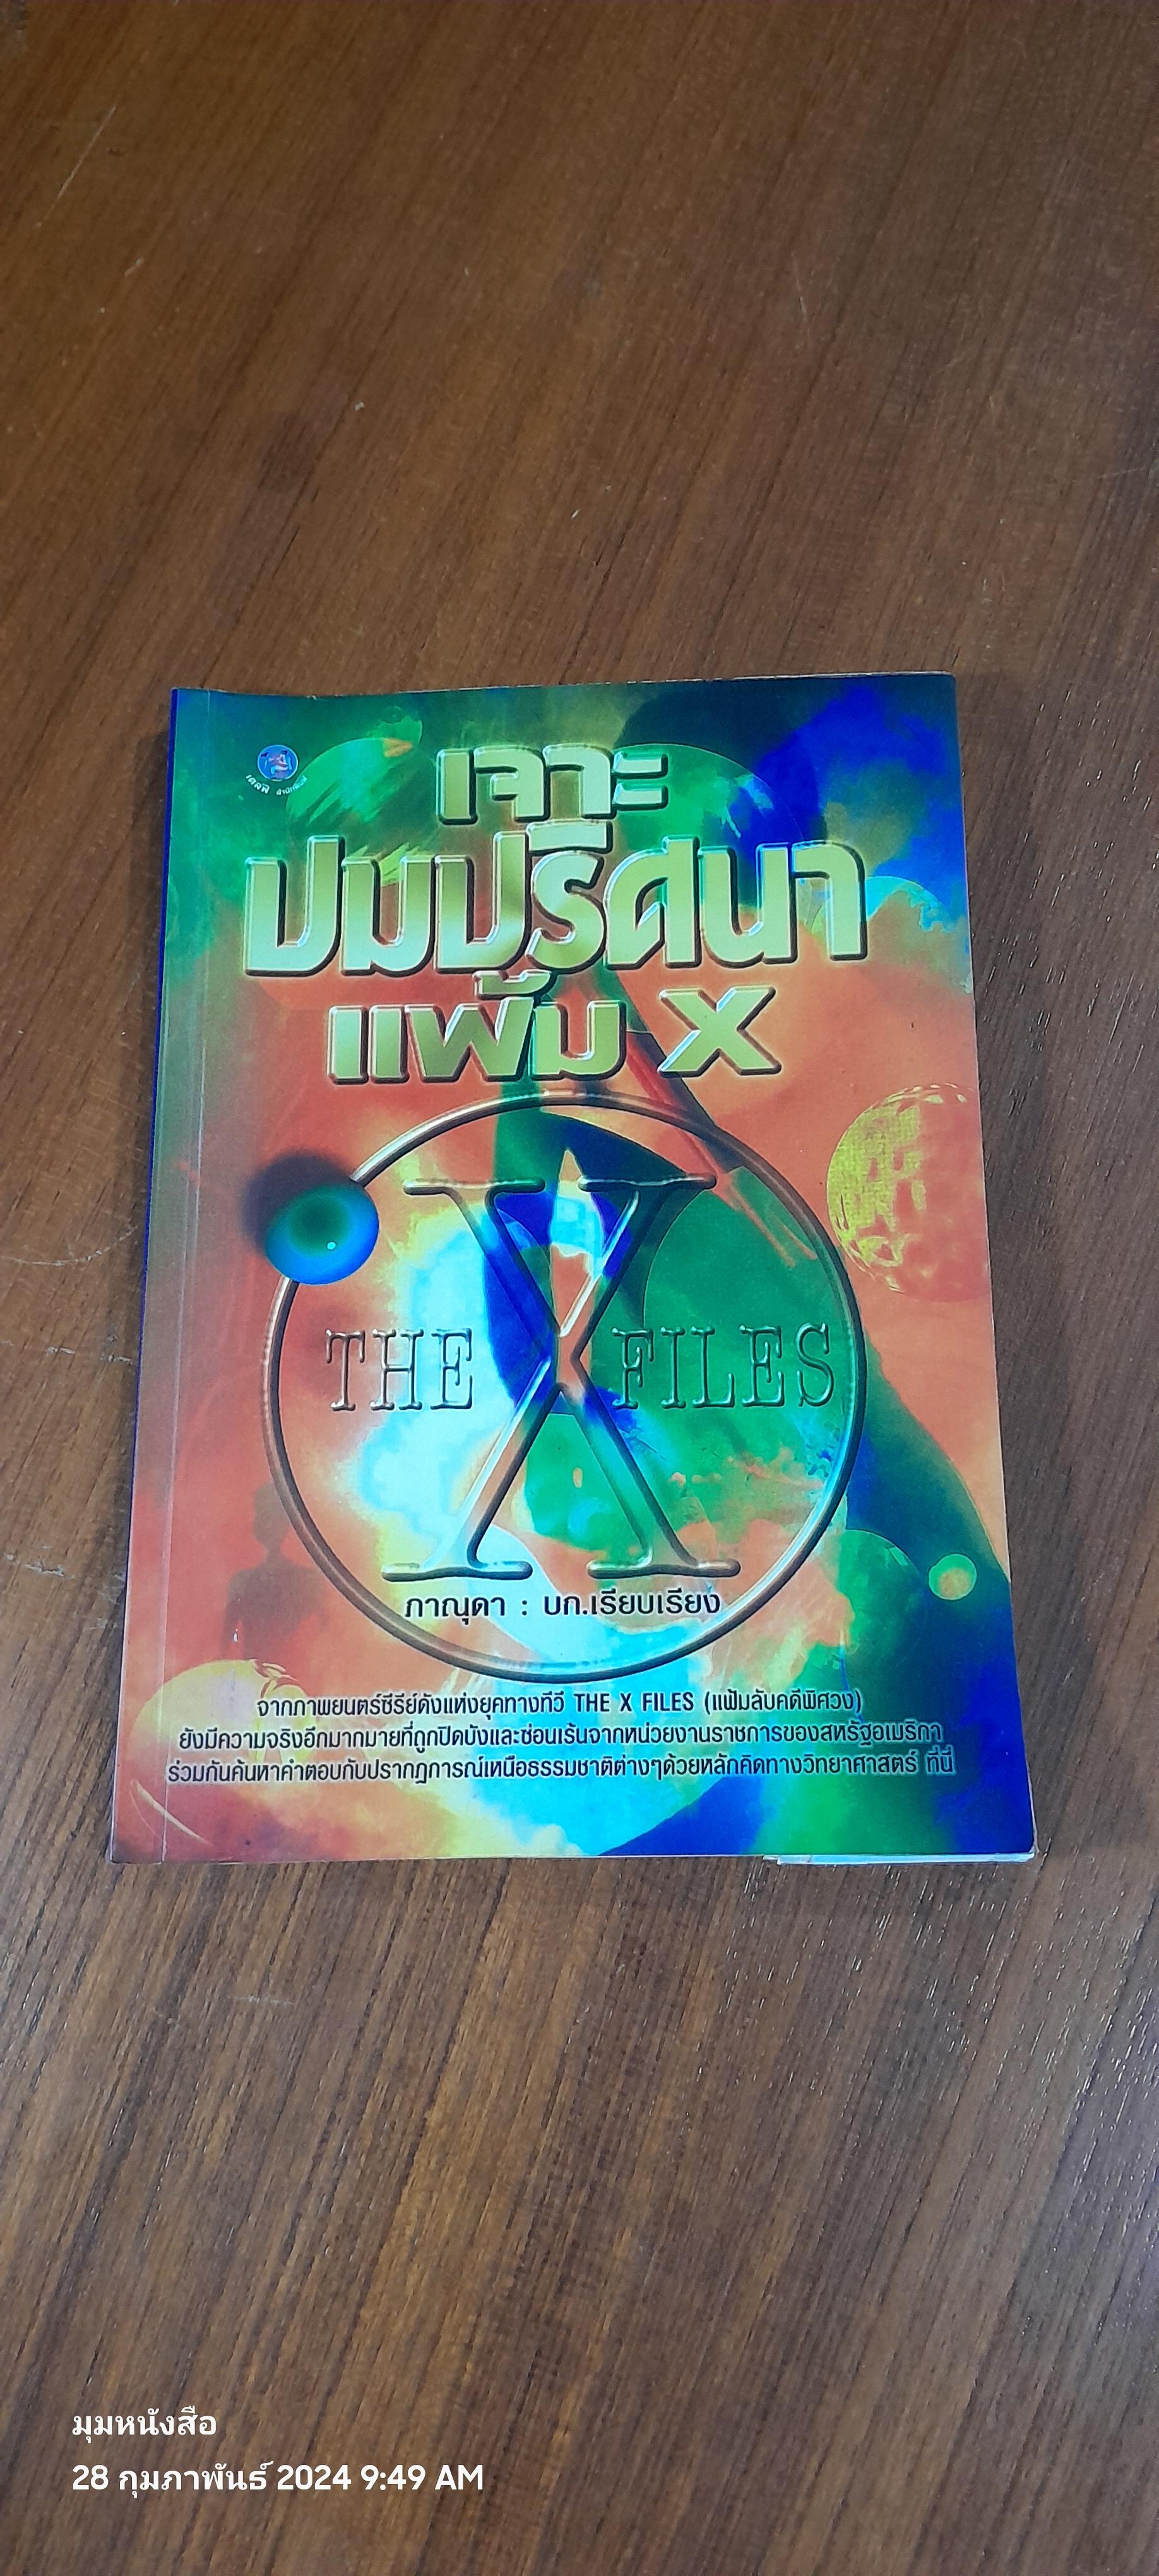 เดลฟี สำนักพิมพ์
เจาะ
ปมปริศนา
แฟ้ม X
THE X FILES
ภาณุดา : บก.เรียบเรียง
จากภาพยนตร์ซีรีย์ดังแห่งยุคทางทีวี THE X FILES (แฟ้มลับคดีพิศวง)
ยังมีความจริงอีกมากมายที่ถูกปิดบังและซ่อนเร้นจากหน่วยงานราชการของสหรัฐอเมริกา
ร่วมกันค้นหาคำตอบกับปรากฏการณ์เหนือธรรมชาติต่างๆด้วยหลักคิดทางวิทยาศาสตร์ ที่นี่
มุมหนังสือ
28 กุมภาพันธ์ 2024 9:49 AM